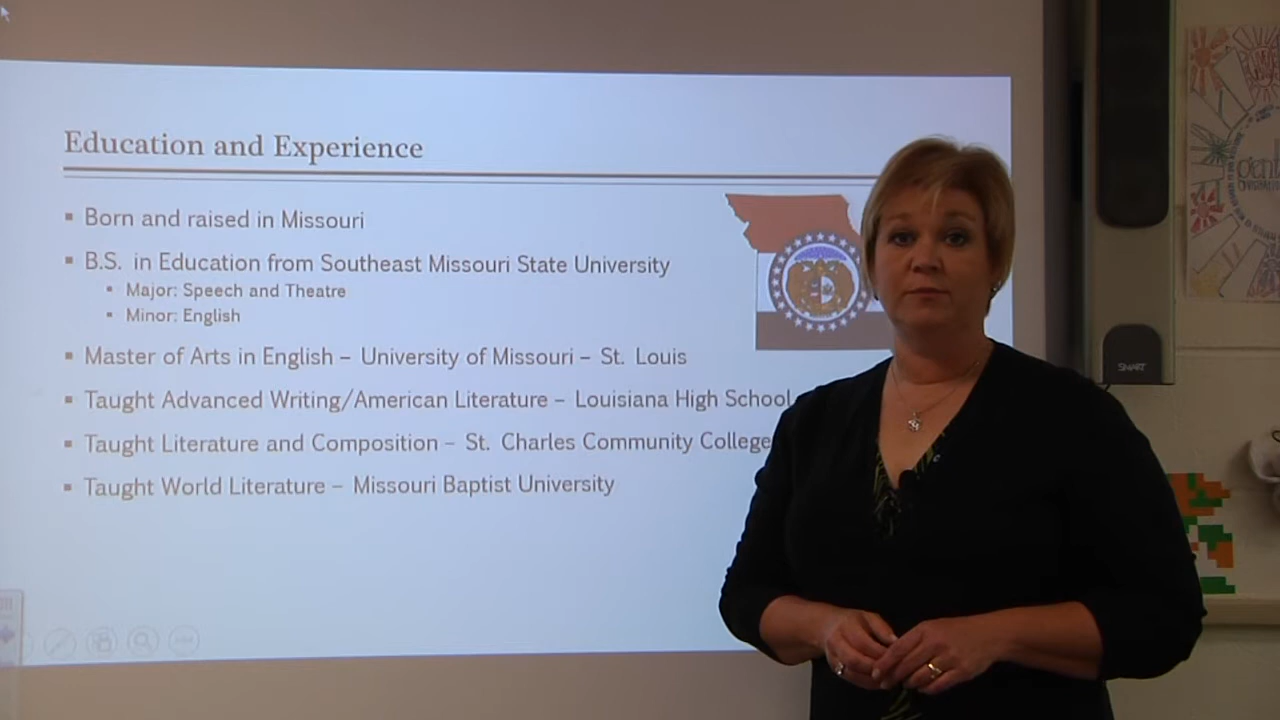 Education and Experience
Born and raised in Missouri
B.S. in Education from Southeast Missouri State University
Major: Speech and Theatre
Minor: English
Master of Arts in English – University of Missouri – St. Louis
Taught Advanced Writing/American Literature – Louisiana High School
Taught Literature and Composition – St. Charles Community College
Taught World Literature – Missouri Baptist University
SMART